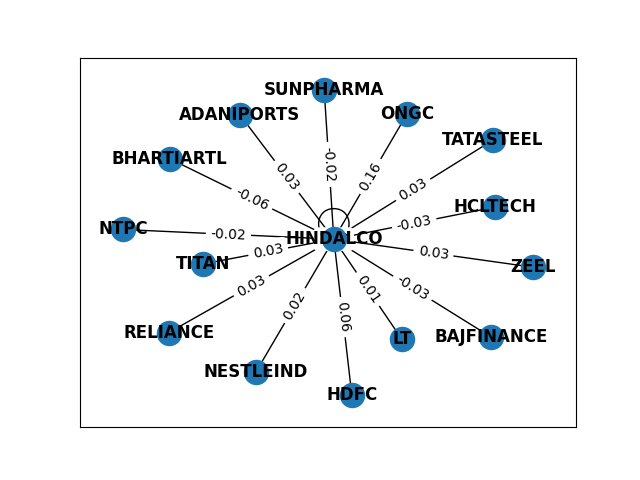 SUNPHARMA
ADANIPORTS
ONGC
TATASTEEL
BHARTIARTL
-0.02
0.03
0.16
0.03
-0.06
HCLTECH
-0.03
NTPC
-0.02
HINDALCO
0.03
0.03
TITAN
ZEEL
0.03
0.01
-0.03
0.02
0.06
RELIANCE
LT
BAJFINANCE
NESTLEIND
HDFC